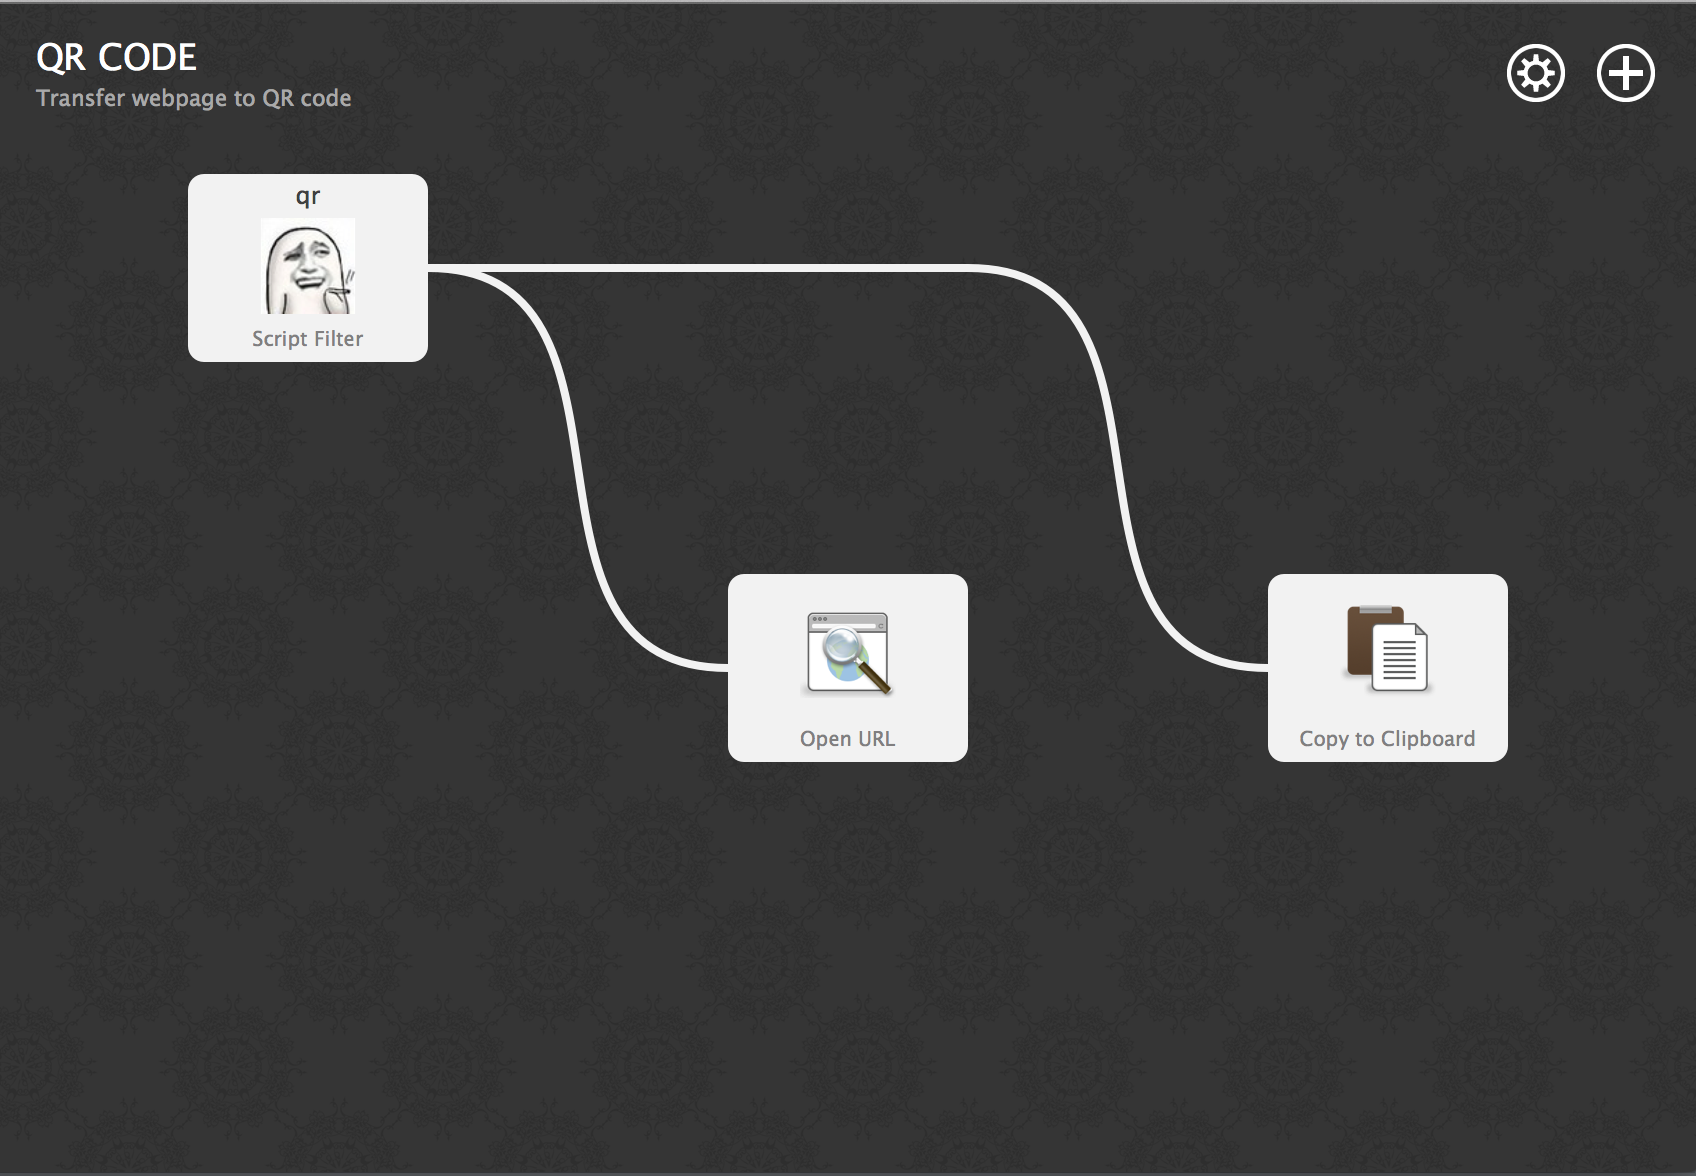 QR CODE
Transfer webpage to QR code
qr
Script Filter
Open URL
Copy to Clipboard